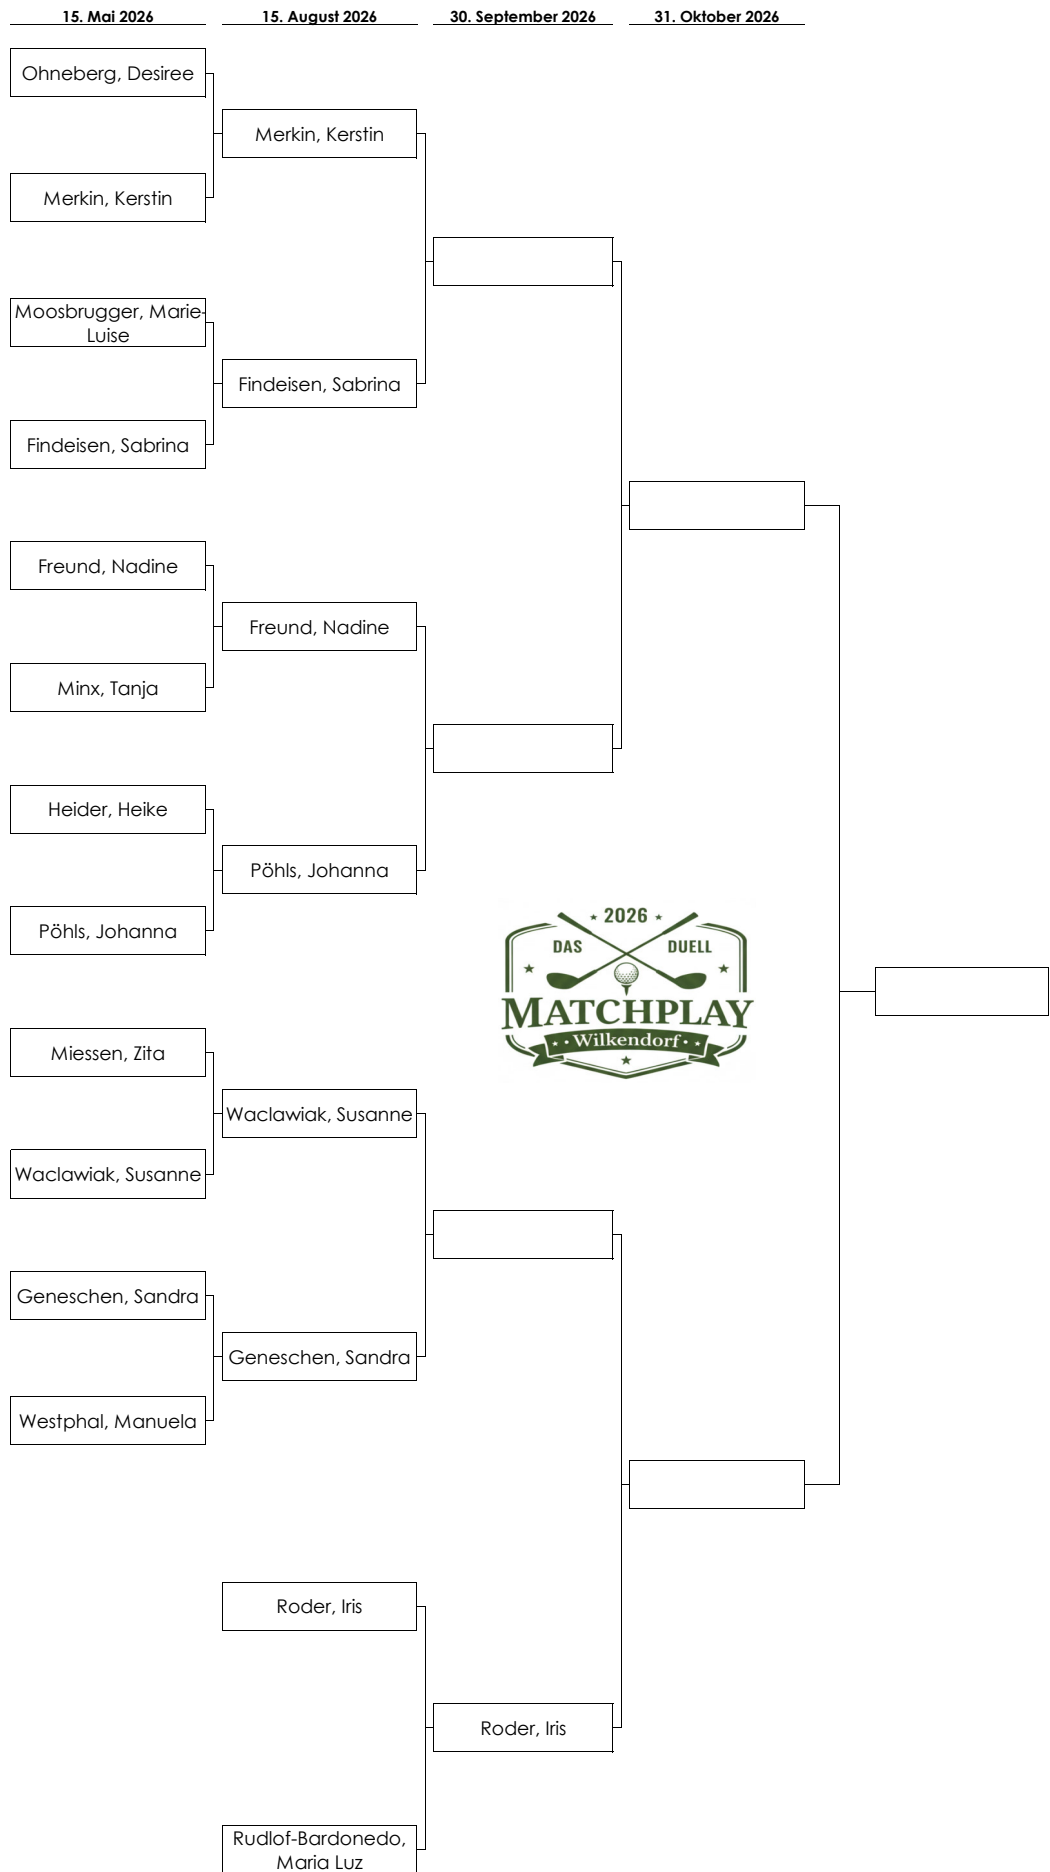 15. Mai 2026
15. August 2026
30. September 2026
31. Oktober 2026
Ohneberg, Desiree
Merkin, Kerstin
Merkin, Kerstin
Moosbrugger, Marie-
Luise
Findeisen, Sabrina
Findeisen, Sabrina
Freund, Nadine
Freund, Nadine
Minx, Tanja
Heider, Heike
Pöhls, Johanna
Pöhls, Johanna
2026
DAS DUELL
MATCHPLAY
Wilkendorf
Miessen, Zita
Waclawiak, Susanne
Waclawiak, Susanne
Geneschen, Sandra
Geneschen, Sandra
Westphal, Manuela
Roder, Iris
Roder, Iris
Rudlof-Bardonedo,
Maria Luz